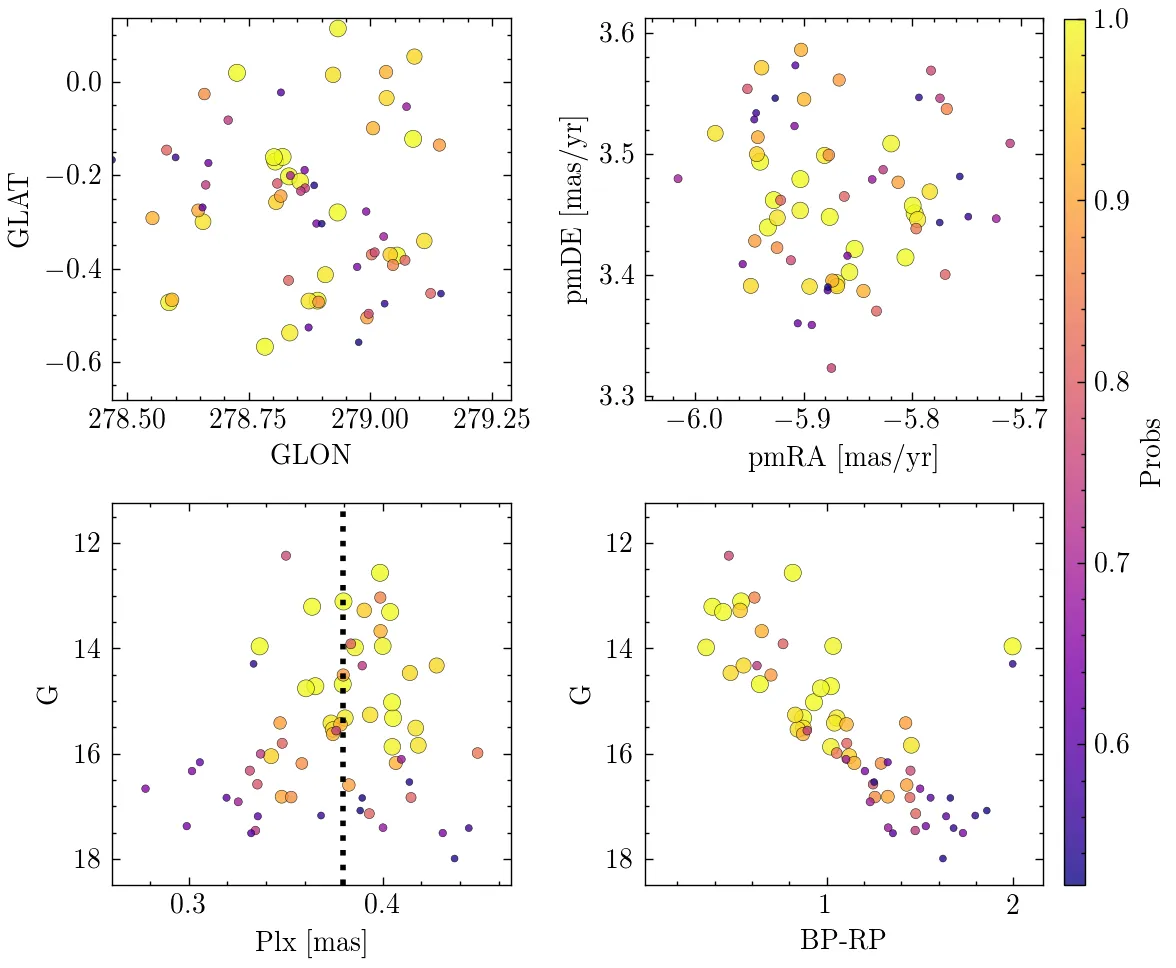 0.0
−0.2
−0.4
−0.6
GLAT
278.50 278.75 279.00 279.25
GLON
3.6
3.5
3.4
3.3
pmDE [mas/yr]
−6.0 −5.9 −5.8 −5.7
pmRA [mas/yr]
1.0
0.9
0.8
0.7
0.6
Probs
12
14
16
18
G
0.3 0.4
Plx [mas]
12
14
16
18
G
1 2
BP-RP